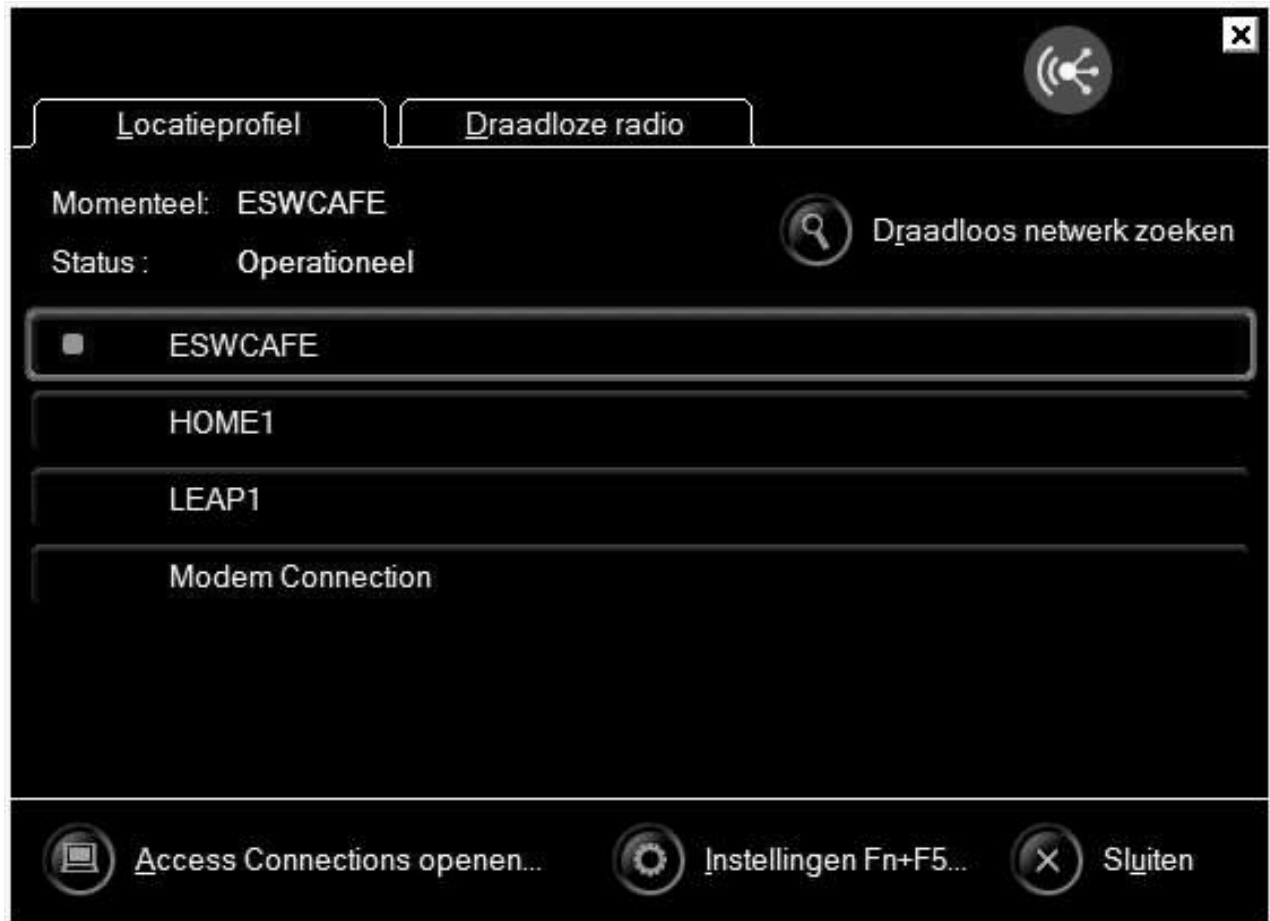 Locatieprofiel
Draadloze radio
Momenteel: ESWCAFE
Draadloos netwerk zoeken
Status : Operationeel
ESWCAFE
HOME1
LEAP1
Modem Connection
Access Connections openen...
Instellingen Fn+F5...
Sluiten